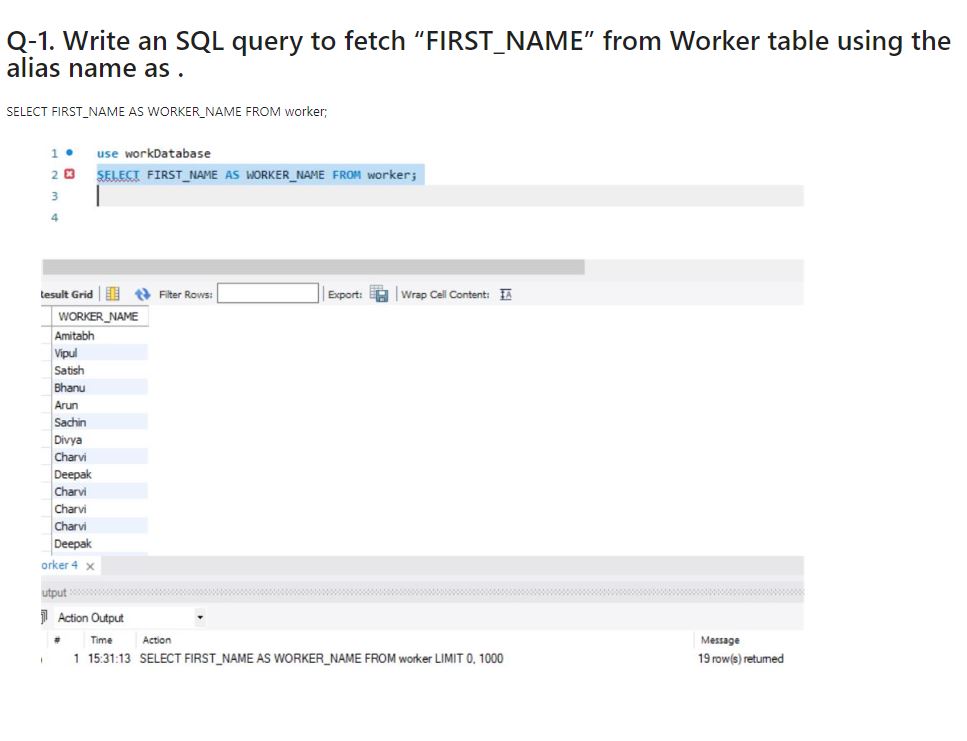 Q-1. Write an SQL query to fetch “FIRST_NAME” from Worker table using the
alias name as .
SELECT FIRST_NAME AS WORKER_NAME FROM worker;
1 use workDatabase
2 SELECT FIRST_NAME AS WORKER_NAME FROM worker;
3
4
esult Grid Filter Rows: Export: Wrap Cell Content: IA
WORKER_NAME
Amitabh
Vipul
Satish
Bhanu
Arun
Sachin
Divya
Charvi
Deepak
Charvi
Charvi
Charvi
Deepak
orker 4 x
utput
Action Output
# Time Action Message
1 15:31:13 SELECT FIRST_NAME AS WORKER_NAME FROM worker LIMIT 0, 1000 19 row(s) returned